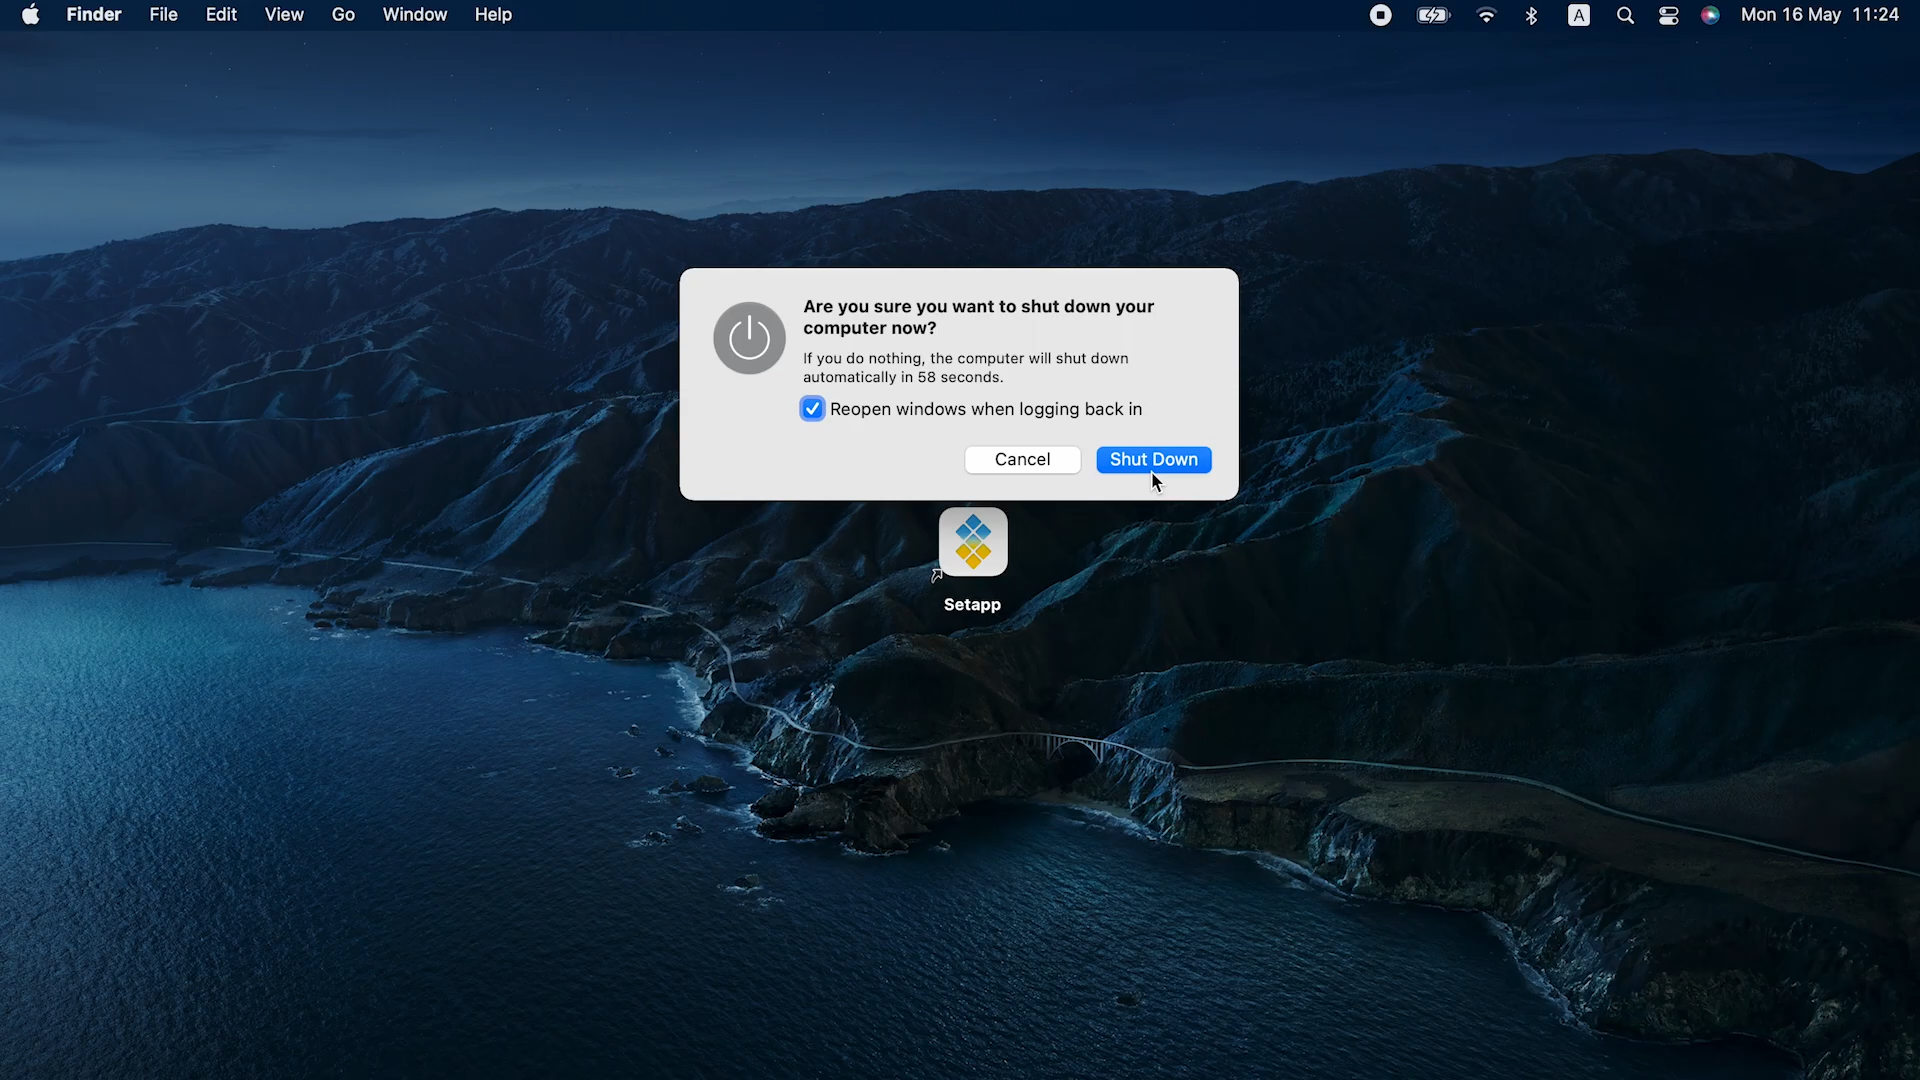 Finder File Edit View Go Window Help A Mon 16 May 11:24
Are you sure you want to shut down your
computer now?
If you do nothing, the computer will shut down
automatically in 58 seconds.
Reopen windows when logging back in
Cancel Shut Down
Setapp